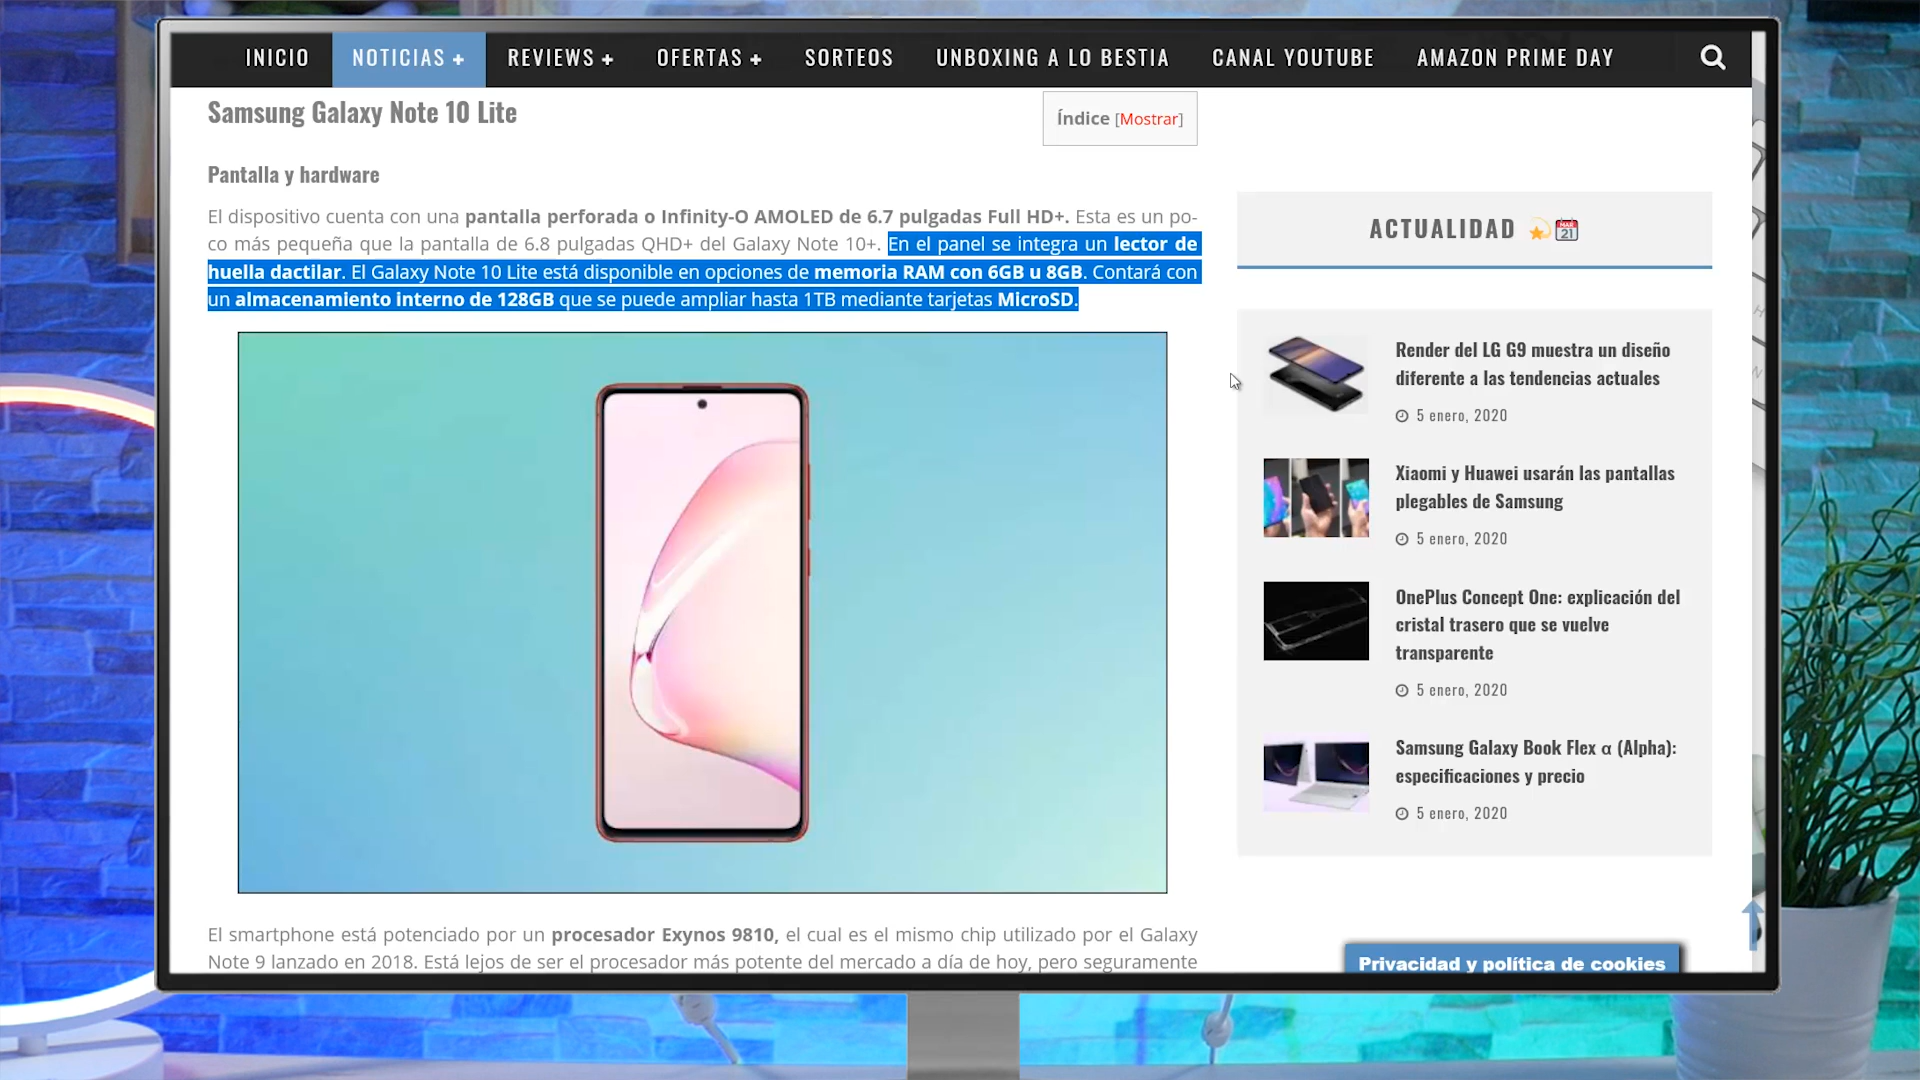 INICIO NOTICIAS + REVIEWS + OFERTAS + SORTEOS UNBOXING A LO BESTIA CANAL YOUTUBE AMAZON PRIME DAY
Samsung Galaxy Note 10 Lite
Índice [Mostrar]
Pantalla y hardware
El dispositivo cuenta con una pantalla perforada o Infinity-O AMOLED de 6.7 pulgadas Full HD+. Esta es un po-
co más pequeña que la pantalla de 6.8 pulgadas QHD+ del Galaxy Note 10+. En el panel se integra un lector de
huella dactilar. El Galaxy Note 10 Lite está disponible en opciones de memoria RAM con 6GB u 8GB. Contará con
un almacenamiento interno de 128GB que se puede ampliar hasta 1TB mediante tarjetas MicroSD.
El smartphone está potenciado por un procesador Exynos 9810, el cual es el mismo chip utilizado por el Galaxy
Note 9 lanzado en 2018. Está lejos de ser el procesador más potente del mercado a día de hoy, pero seguramente
ACTUALIDAD
Render del LG G9 muestra un diseño
diferente a las tendencias actuales
5 enero, 2020
Xiaomi y Huawei usarán las pantallas
plegables de Samsung
5 enero, 2020
OnePlus Concept One: explicación del
cristal trasero que se vuelve
transparente
5 enero, 2020
Samsung Galaxy Book Flex α (Alpha):
especificaciones y precio
5 enero, 2020
Privacidad y política de cookies